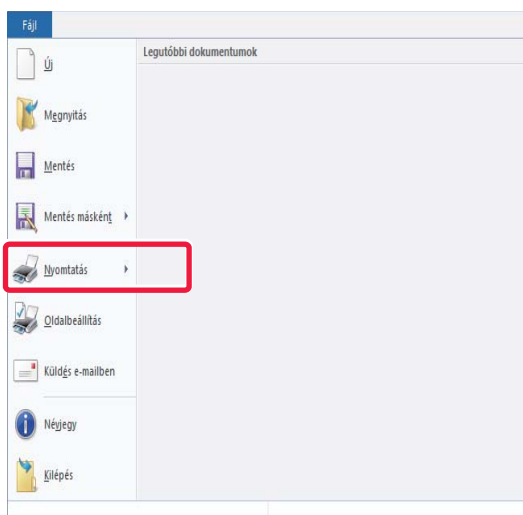 Fájl
Legutóbbi dokumentumok
Új
Megnyitás
Mentés
Mentés másként
Nyomtatás
Oldalbeállítás
Küldés e-mailben
Névjegy
Kilépés